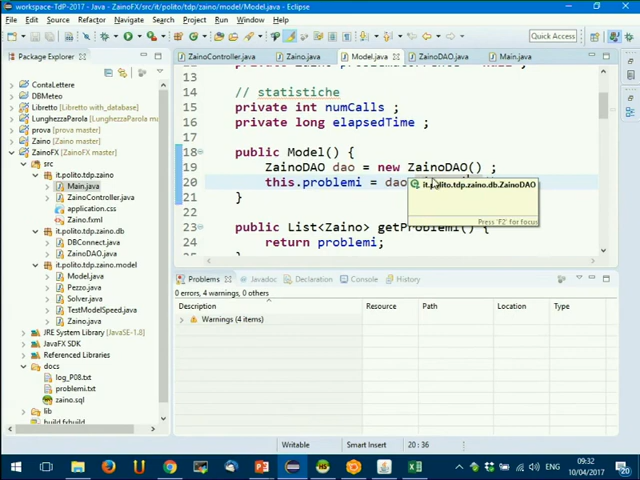 workspace-TdP-2017 - Java - ZainoFX/src/it/polito/tdp/zaino/model/Model.java - Eclipse
File Edit Source Refactor Navigate Search Project Run Window Help
Quick Access
Package Explorer
ContaLettere
DBMeteo
Libretto [Libretto with_database]
LunghezzaParola [LunghezzaParola
prova [prova master]
Zaino [Zaino master]
ZainoFX [Zaino master]
src
it.polito.tdp.zaino
Main.java
ZainoController.java
application.css
Zaino.fxml
it.polito.tdp.zaino.db
DBConnect.java
ZainoDAO.java
it.polito.tdp.zaino.model
Model.java
Pezzo.java
Solver.java
TestModelSpeed.java
Zaino.java
JRE System Library [JavaSE-1.8]
JavaFX SDK
Referenced Libraries
docs
log_P08.txt
problemi.txt
zaino.sql
lib
build.fxbuild
ZainoController.java Zaino.java Model.java ZainoDAO.java Main.java
13
14 // statistiche
15 private int numCalls ;
16 private long elapsedTime ;
17
18 public Model() {
19 ZainoDAO dao = new ZainoDAO() ;
20 this.problemi = dao
it.polito.tdp.zaino.db.ZainoDAO
Press 'F2' for focus
21 }
22
23 public List<Zaino> getProblemi() {
24 return problemi;
Problems Javadoc Declaration Console History
0 errors, 4 warnings, 0 others
Description Resource Path Location Type
Warnings (4 items)
Writable Smart Insert 20 : 36
09:32
10/04/2017
20